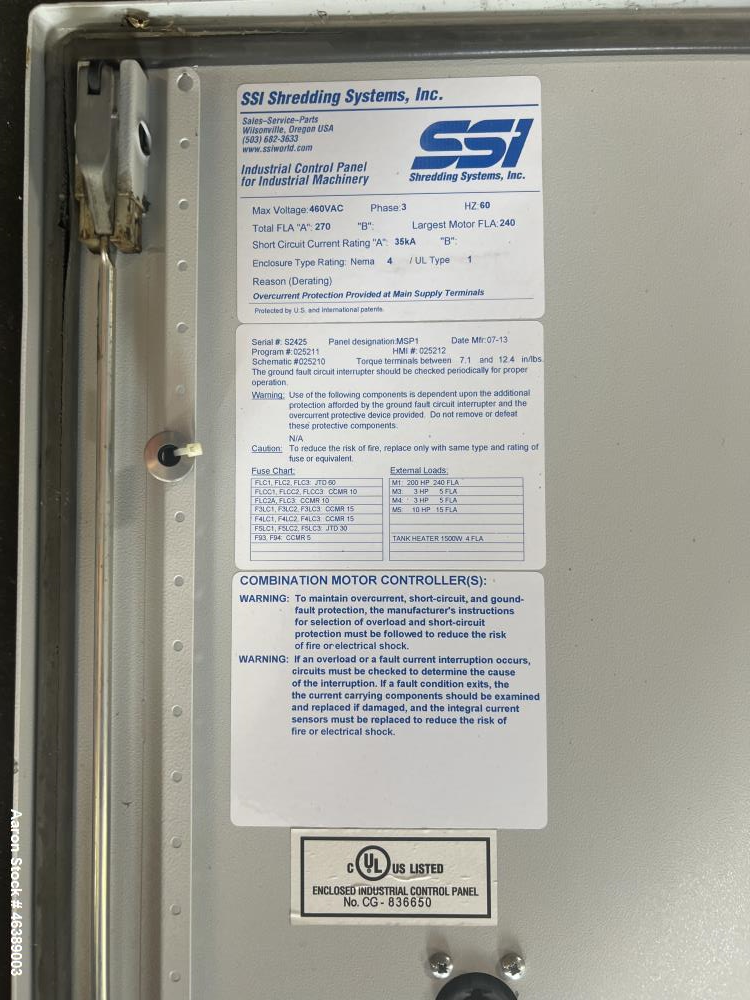 SSI Shredding Systems, Inc.
Sales-Service-Parts
Wilsonville, Oregon USA
(503) 682-3633
www.ssiworld.com
SSI
Shredding Systems, Inc.
Industrial Control Panel
for Industrial Machinery
Max Voltage: 460VAC Phase: 3 HZ: 60
Total FLA "A": 270 "B": Largest Motor FLA: 240
Short Circuit Current Rating "A": 35kA "B":
Enclosure Type Rating: Nema 4 / UL Type 1
Reason (Derating)
Overcurrent Protection Provided at Main Supply Terminals
Protected by U.S. and international patents.
Serial #: S2425 Panel designation: MSP1 Date Mfr: 07-13
Program #: 025211 HMI #: 025212
Schematic #025210 Torque terminals between 7.1 and 12.4 in/lbs.
The ground fault circuit interrupter should be checked periodically for proper
operation.
Warning: Use of the following components is dependent upon the additional
protection afforded by the ground fault circuit interrupter and the
overcurrent protective device provided. Do not remove or defeat
these protective components.
N/A
Caution: To reduce the risk of fire, replace only with same type and rating of
fuse or equivalent.
Fuse Chart:
FLC1, FLC2, FLC3: JTD 60
FLCC1, FLCC2, FLCC3: CCMR 10
FLC2A, FLC3: CCMR 10
F3LC1, F3LC2, F3LC3: CCMR 15
F4LC1, F4LC2, F4LC3: CCMR 15
F5LC1, F5LC2, F5LC3: JTD 30
F93, F94: CCMR 5
External Loads:
M1: 200 HP 240 FLA
M3: 3 HP 5 FLA
M4: 3 HP 5 FLA
M5: 10 HP 15 FLA
TANK HEATER 1500W 4 FLA
COMBINATION MOTOR CONTROLLER(S):
WARNING: To maintain overcurrent, short-circuit, and gound-
fault protection, the manufacturer's instructions
for selection of overload and short-circuit
protection must be followed to reduce the risk
of fire or electrical shock.
WARNING: If an overload or a fault current interruption occurs,
circuits must be checked to determine the cause
of the interruption. If a fault condition exits, the
the current carrying components should be examined
and replaced if damaged, and the integral current
sensors must be replaced to reduce the risk of
fire or electrical shock.
C UL US LISTED
ENCLOSED INDUSTRIAL CONTROL PANEL
No. CG - 836650
Aaron Stock # 46389003